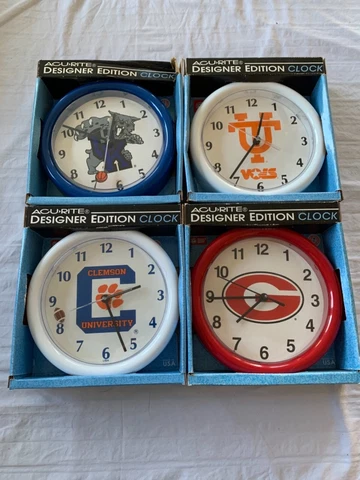 ACU·RITE® DESIGNER EDITION CLOCK
ACU·RITE® DESIGNER EDITION CLOCK
12 1 2 3 4 5 6 7 8 9 10 11
12 1 2 3 4 5 6 7 8 9 10 11
UT
VOLS
ACU·RITE® DESIGNER EDITION CLOCK
ACU·RITE® DESIGNER EDITION CLOCK
12 1 2 3 4 5 6 7 8 9 10 11
CLEMSON
C
UNIVERSITY
12 1 2 3 4 5 6 7 8 9 10 11
G
USA